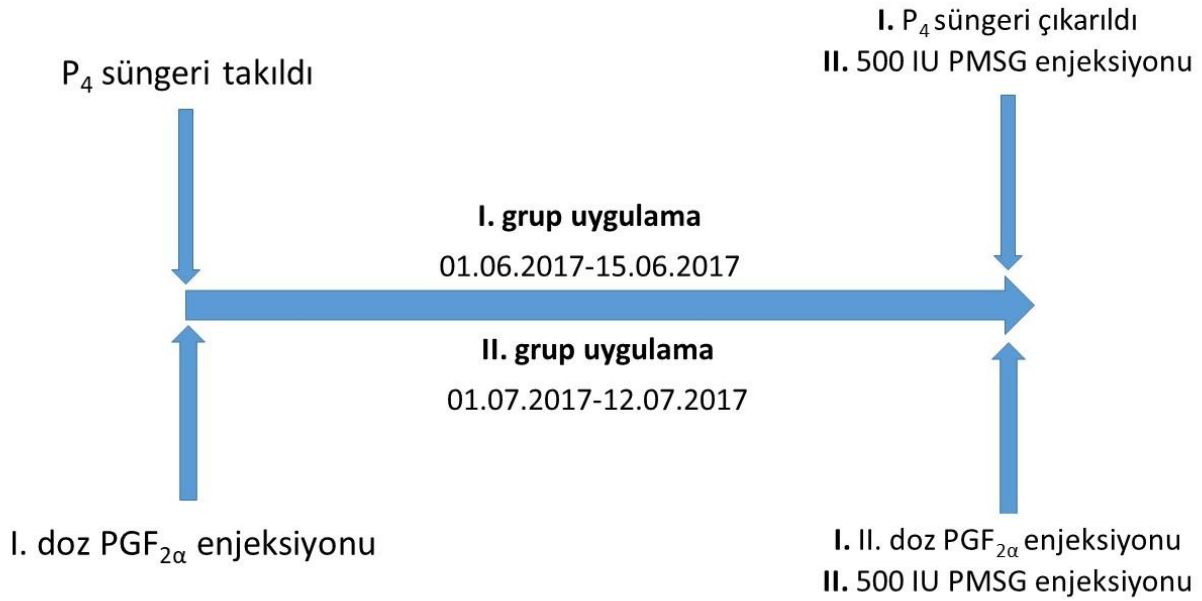 P₄ süngeri takıldı
I. P₄ süngeri çıkarıldı
II. 500 IU PMSG enjeksiyonu
I. grup uygulama
01.06.2017-15.06.2017
II. grup uygulama
01.07.2017-12.07.2017
I. doz PGF₂α enjeksiyonu
I. II. doz PGF₂α enjeksiyonu
II. 500 IU PMSG enjeksiyonu